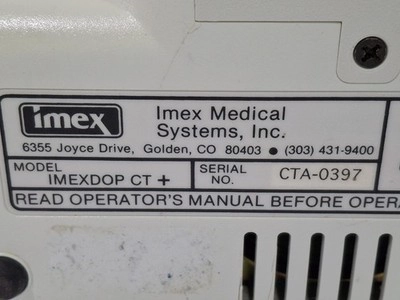 imex
Imex Medical
Systems, Inc.
6355 Joyce Drive, Golden, CO 80403 ● (303) 431-9400
MODEL
IMEXDOP CT +
SERIAL
NO.
CTA-0397
READ OPERATOR'S MANUAL BEFORE